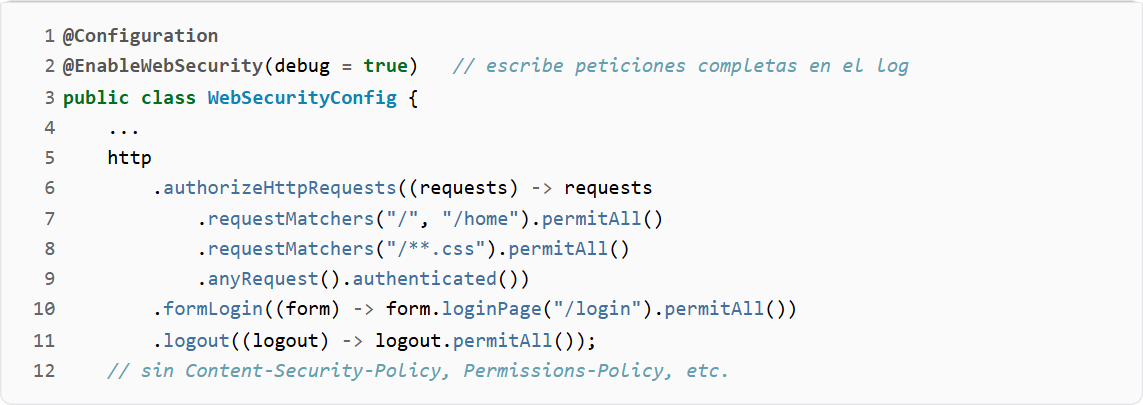 1 @Configuration
2 @EnableWebSecurity(debug = true)   // escribe peticiones completas en el log
3 public class WebSecurityConfig {
4     ...
5     http
6         .authorizeHttpRequests((requests) -> requests
7             .requestMatchers("/", "/home").permitAll()
8             .requestMatchers("/**.css").permitAll()
9             .anyRequest().authenticated())
10         .formLogin((form) -> form.loginPage("/login").permitAll())
11         .logout((logout) -> logout.permitAll());
12     // sin Content-Security-Policy, Permissions-Policy, etc.